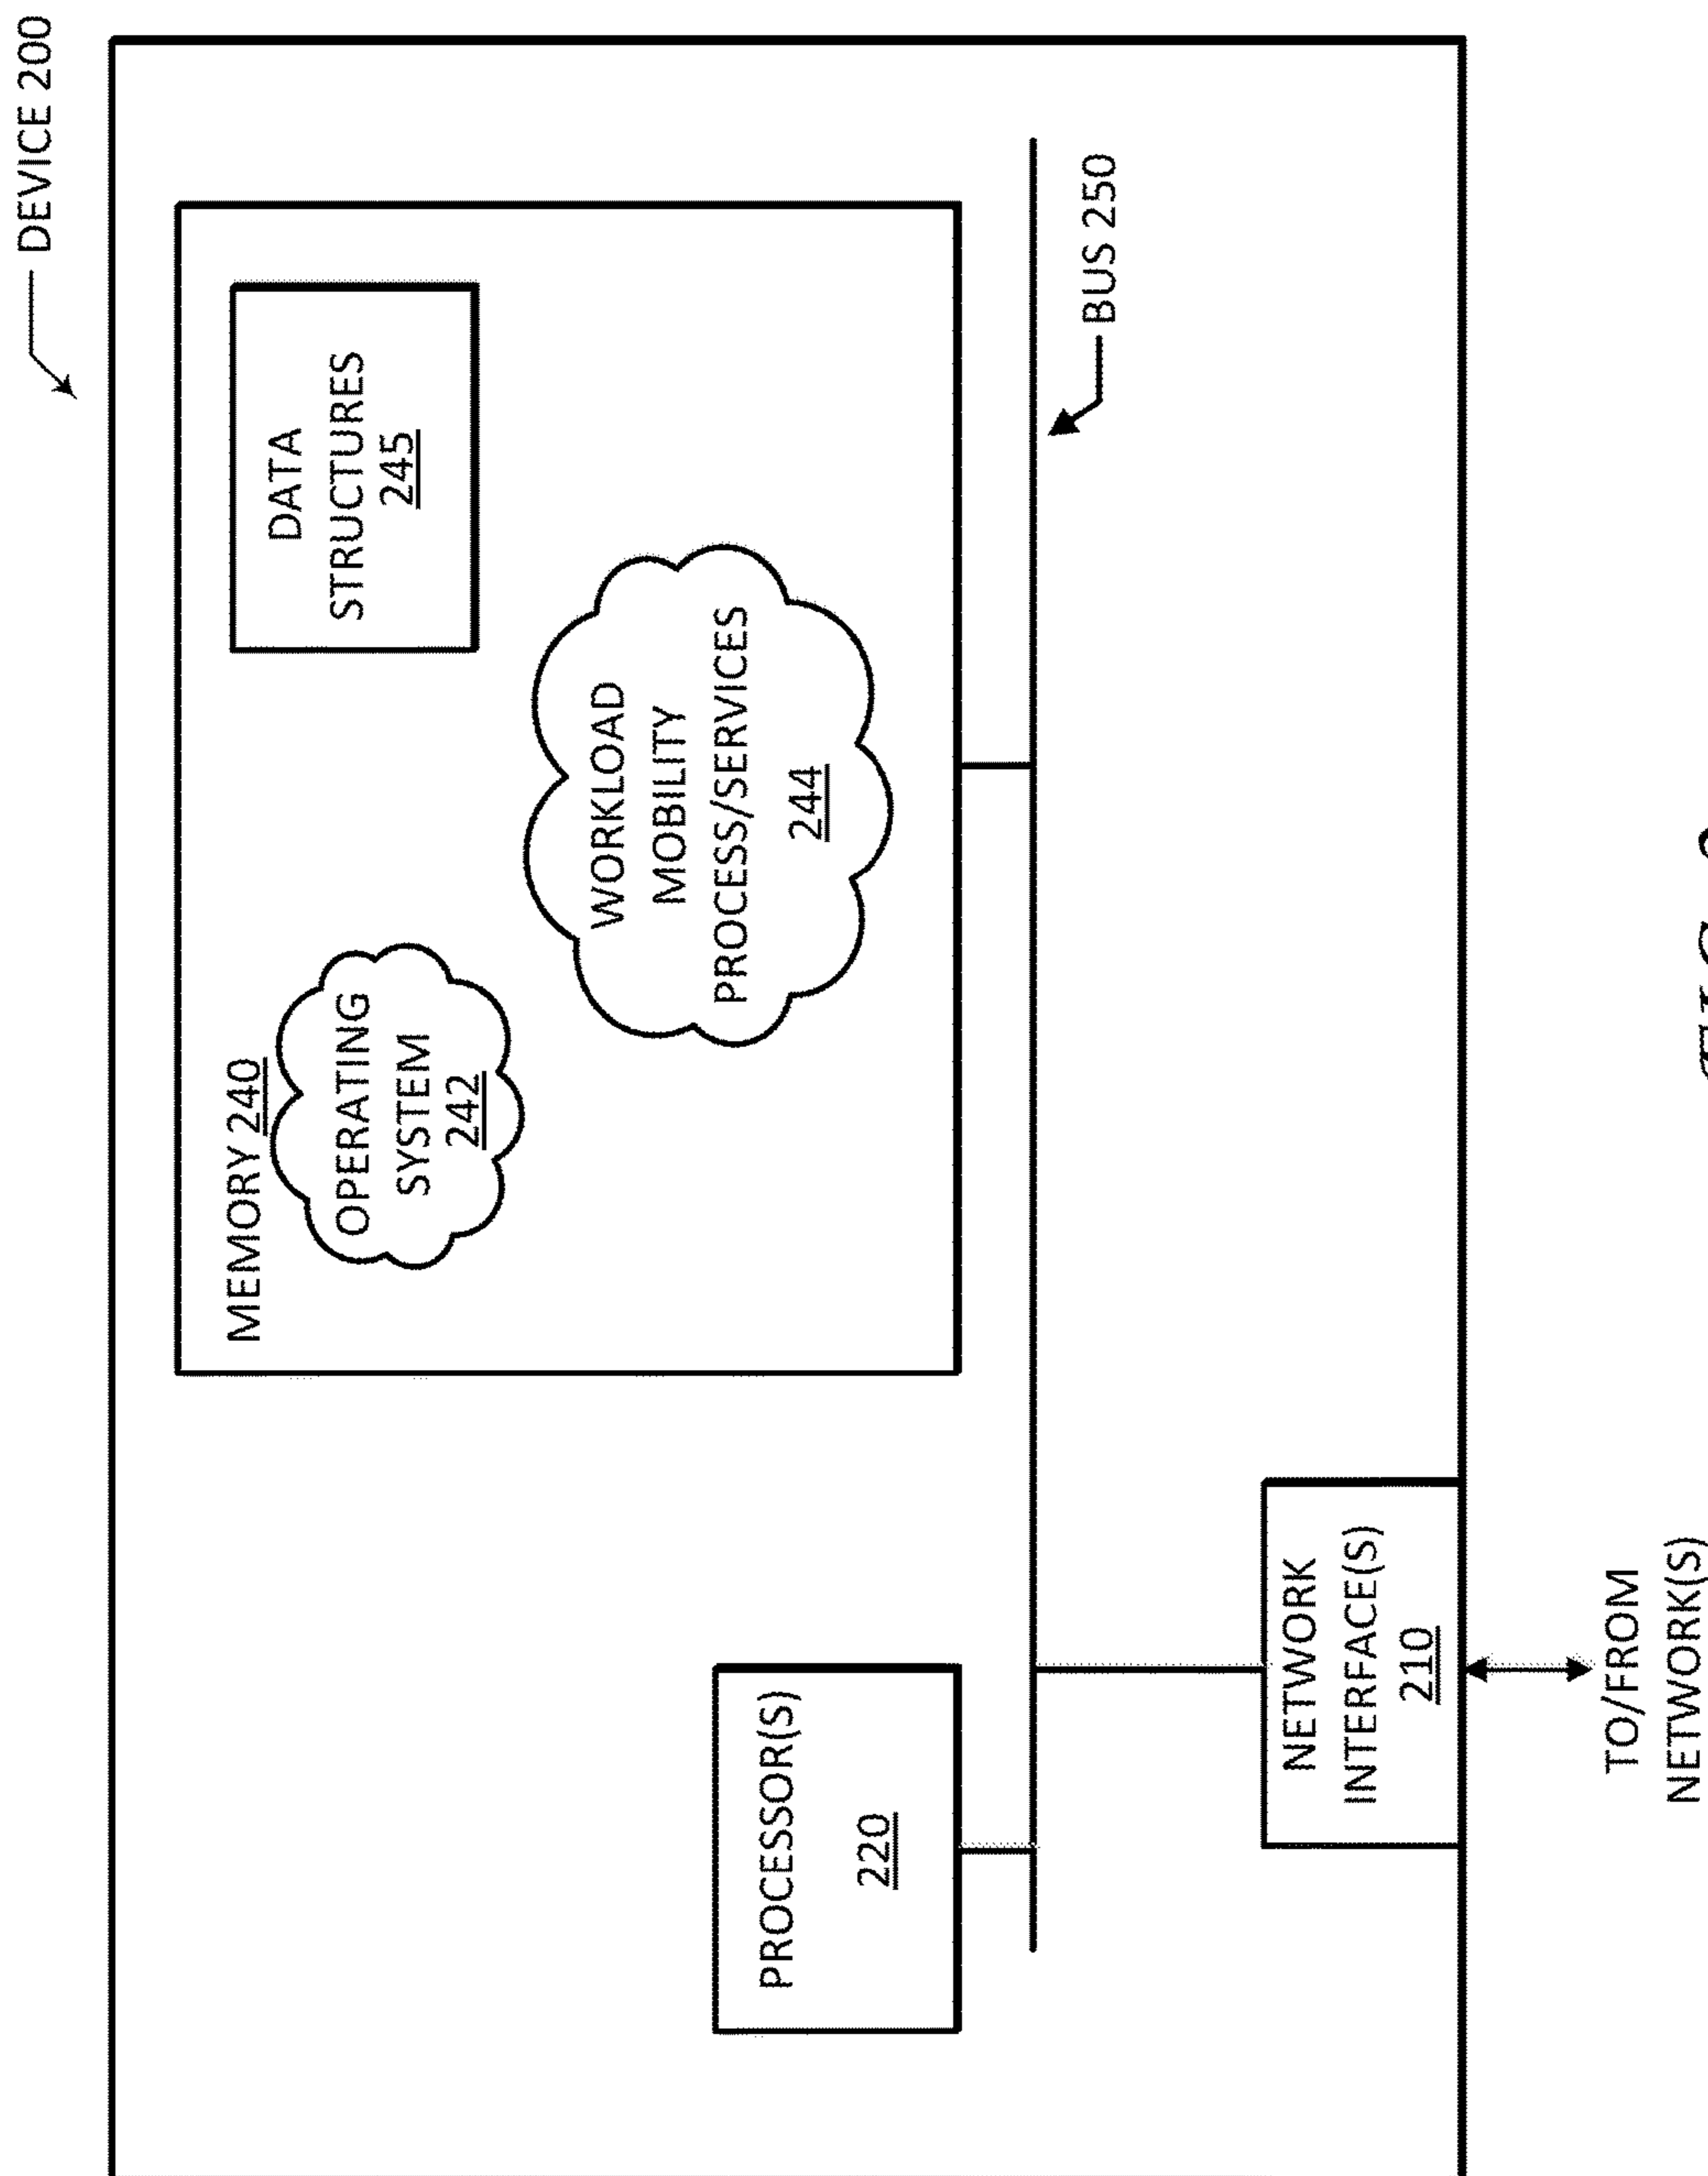 DEVICE 200
MEMORY 240
OPERATING
SYSTEM
242
DATA
STRUCTURES
245
WORKLOAD
MOBILITY
PROCESS/SERVICES
244
PROCESSOR(S)
220
BUS 250
NETWORK
INTERFACE(S)
210
TO/FROM
NETWORK(S)
FIG.